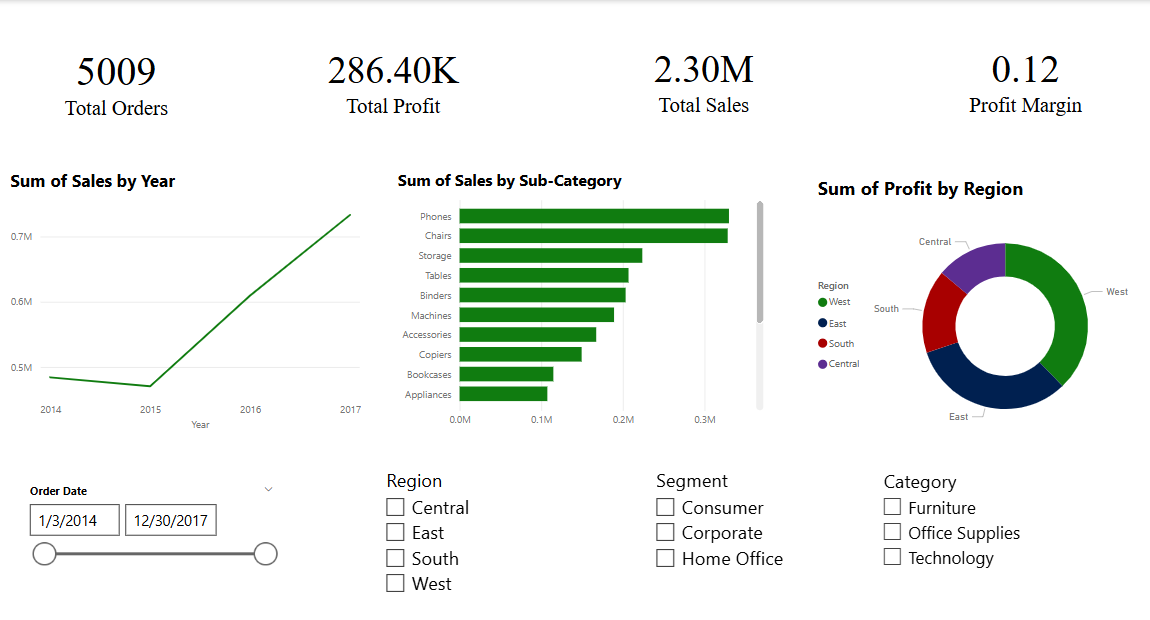 5009
Total Orders
286.40K
Total Profit
2.30M
Total Sales
0.12
Profit Margin
Sum of Sales by Year
0.7M
0.6M
0.5M
2014 2015 2016 2017
Year
Sum of Sales by Sub-Category
Phones
Chairs
Storage
Tables
Binders
Machines
Accessories
Copiers
Bookcases
Appliances
0.0M 0.1M 0.2M 0.3M
Sum of Profit by Region
Region
West
East
South
Central
Central
West
South
East
Order Date
1/3/2014 12/30/2017
Region
Central
East
South
West
Segment
Consumer
Corporate
Home Office
Category
Furniture
Office Supplies
Technology